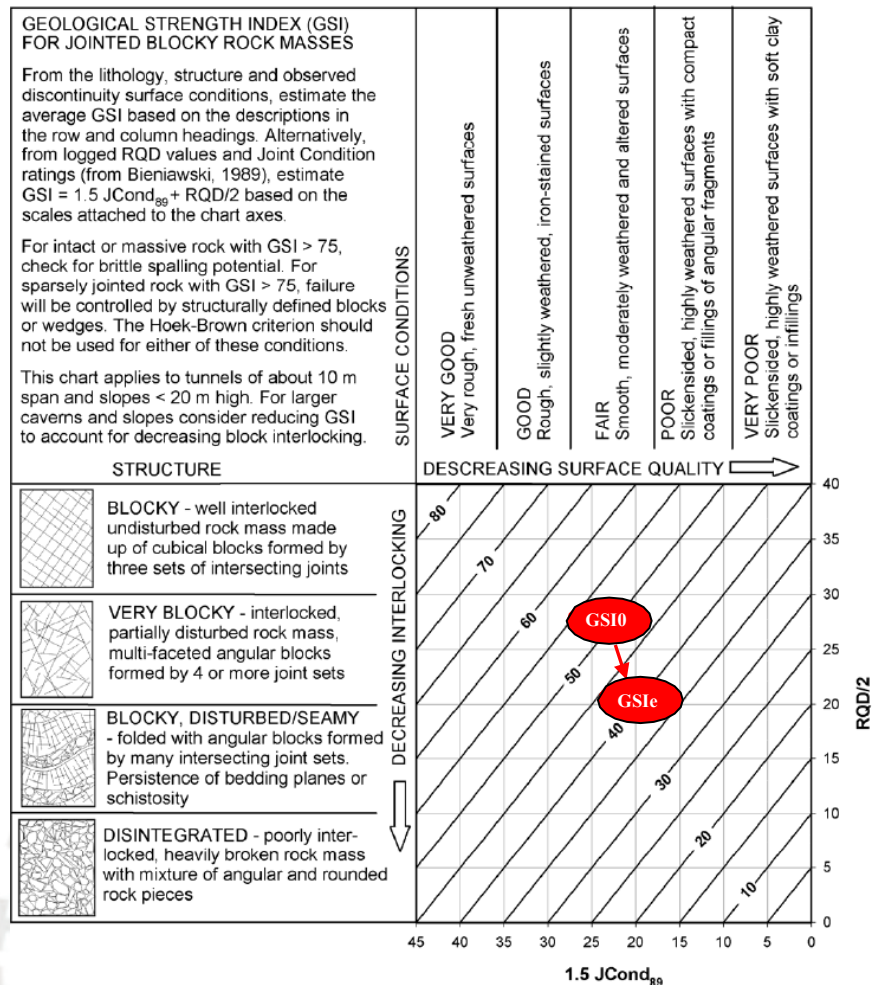 GEOLOGICAL STRENGTH INDEX (GSI)
FOR JOINTED BLOCKY ROCK MASSES
From the lithology, structure and observed
discontinuity surface conditions, estimate the
average GSI based on the descriptions in
the row and column headings. Alternatively,
from logged RQD values and Joint Condition
ratings (from Bieniawski, 1989), estimate
GSI = 1.5 JCond89 + RQD/2 based on the
scales attached to the chart axes.
For intact or massive rock with GSI > 75,
check for brittle spalling potential. For
sparsely jointed rock with GSI > 75, failure
will be controlled by structurally defined blocks
or wedges. The Hoek-Brown criterion should
not be used for either of these conditions.
This chart applies to tunnels of about 10 m
span and slopes < 20 m high. For larger
caverns and slopes consider reducing GSI
to account for decreasing block interlocking.
SURFACE CONDITIONS
VERY GOOD
Very rough, fresh unweathered surfaces
GOOD
Rough, slightly weathered, iron-stained surfaces
FAIR
Smooth, moderately weathered and altered surfaces
POOR
Slickensided, highly weathered surfaces with compact
coatings or fillings of angular fragments
VERY POOR
Slickensided, highly weathered surfaces with soft clay
coatings or infillings
STRUCTURE
DESCREASING SURFACE QUALITY
BLOCKY - well interlocked
undisturbed rock mass made
up of cubical blocks formed by
three sets of intersecting joints
VERY BLOCKY - interlocked,
partially disturbed rock mass,
multi-faceted angular blocks
formed by 4 or more joint sets
BLOCKY, DISTURBED/SEAMY
- folded with angular blocks formed
by many intersecting joint sets.
Persistence of bedding planes or
schistosity
DISINTEGRATED - poorly inter-
locked, heavily broken rock mass
with mixture of angular and rounded
rock pieces
DECREASING INTERLOCKING
80
70
60
50
40
30
20
10
GSI0
GSIe
40
35
30
25
20
15
10
5
0
RQD/2
45 40 35 30 25 20 15 10 5 0
1.5 JCond89